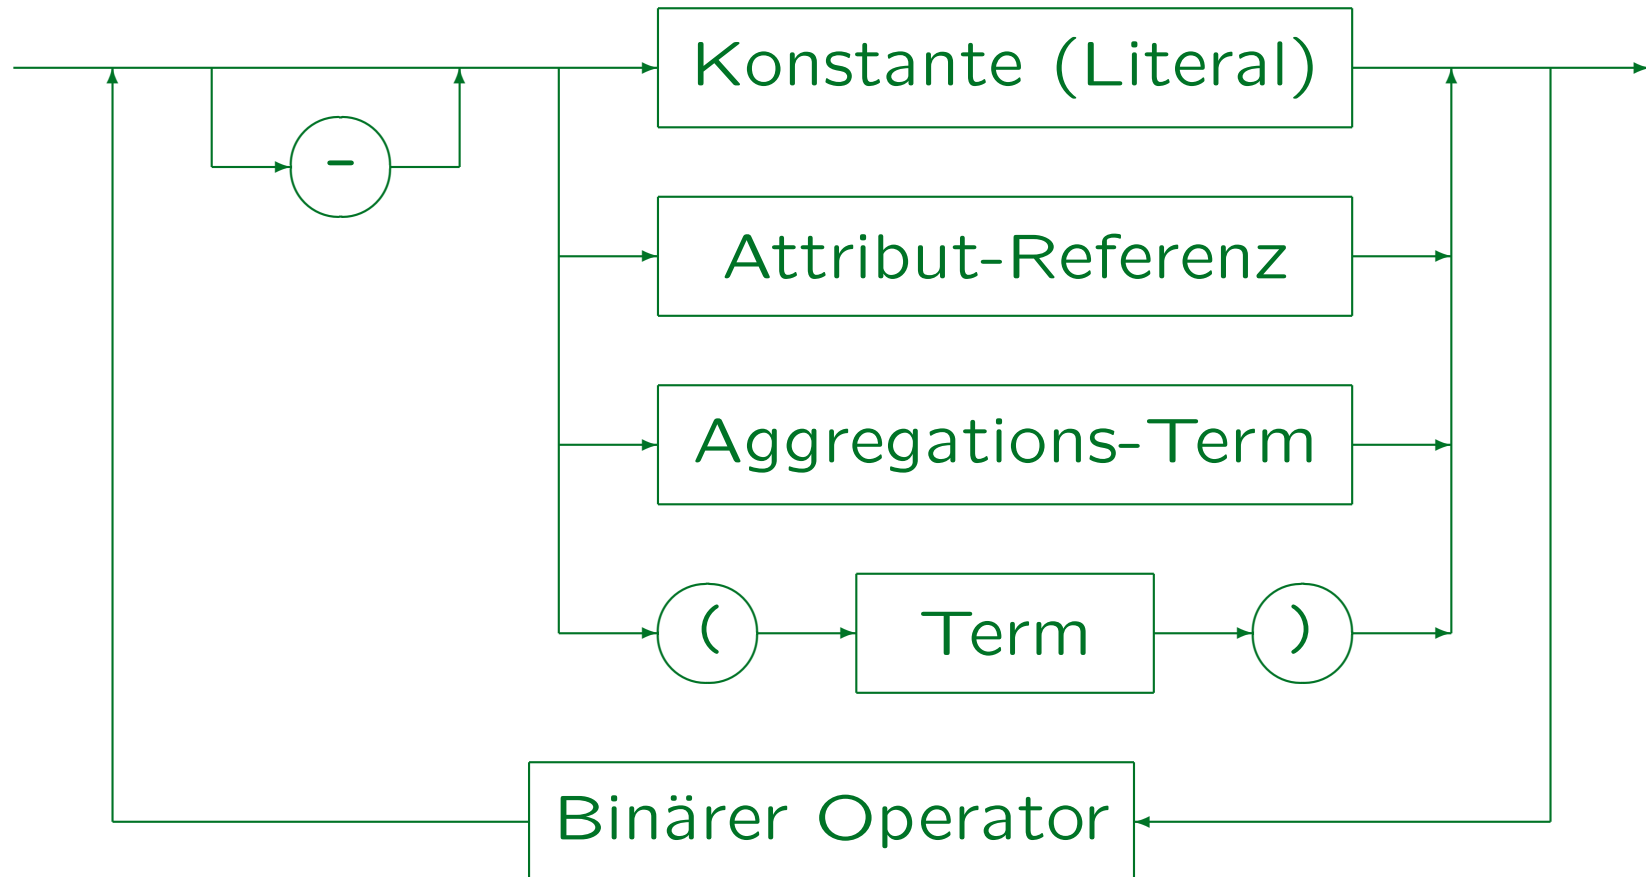 Konstante (Literal)
-
Attribut-Referenz
Aggregations-Term
( Term )
Binärer Operator